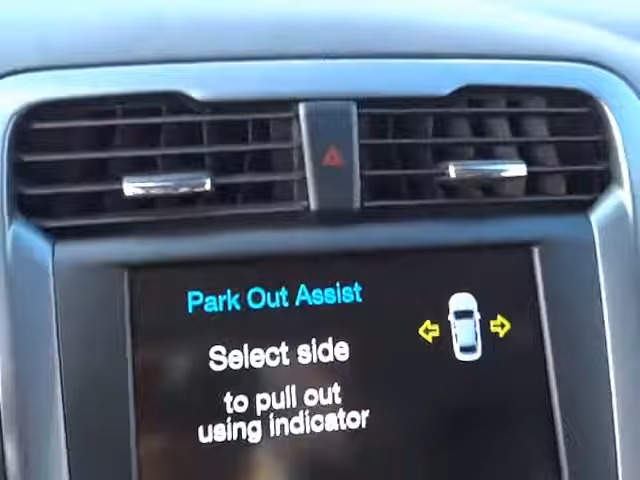 Park Out Assist
Select side
to pull out
using indicator